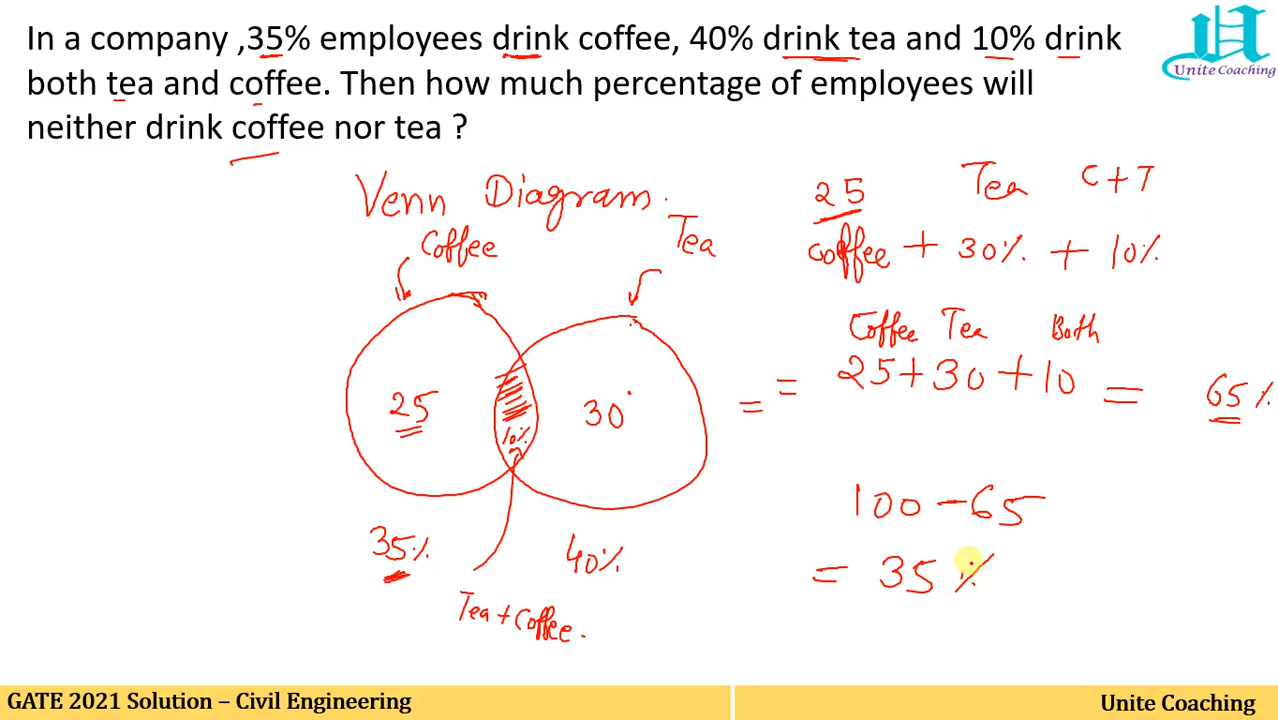 In a company ,35% employees drink coffee, 40% drink tea and 10% drink
both tea and coffee. Then how much percentage of employees will
neither drink coffee nor tea ?
Unite Coaching
Venn Diagram.
Coffee
Tea
25
10%
30
35%
40%
Tea + Coffee.
25 Tea C+T
coffee + 30% + 10%
Coffee Tea Both
= = 25+30+10 = 65%
100-65
= 35%
GATE 2021 Solution – Civil Engineering
Unite Coaching